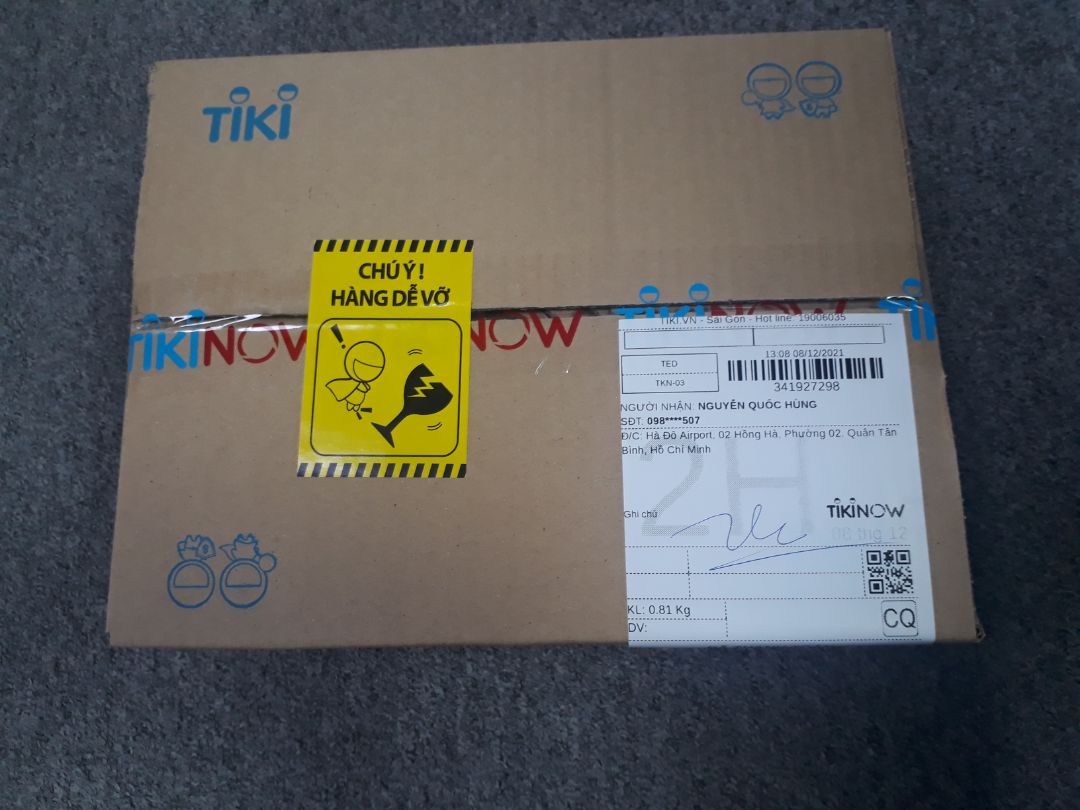 TIKI
CHÚ Ý!
HÀNG DỄ VỠ
TIKINOW
NOW
TIKI
TIKI.VN - Sài Gòn - Hot line: 19006035
TED
TKN-03
13:08 08/12/2021
341927298
NGƯỜI NHẬN: NGUYỄN QUỐC HÙNG
SĐT: 098****507
Đ/C: Hà Đô Airport, 02 Hồng Hà, Phường 02, Quận Tân
Bình, Hồ Chí Minh
2H
Ghi chú
TIKINOW
08 thg 12
KL: 0.81 Kg
DV:
CQ